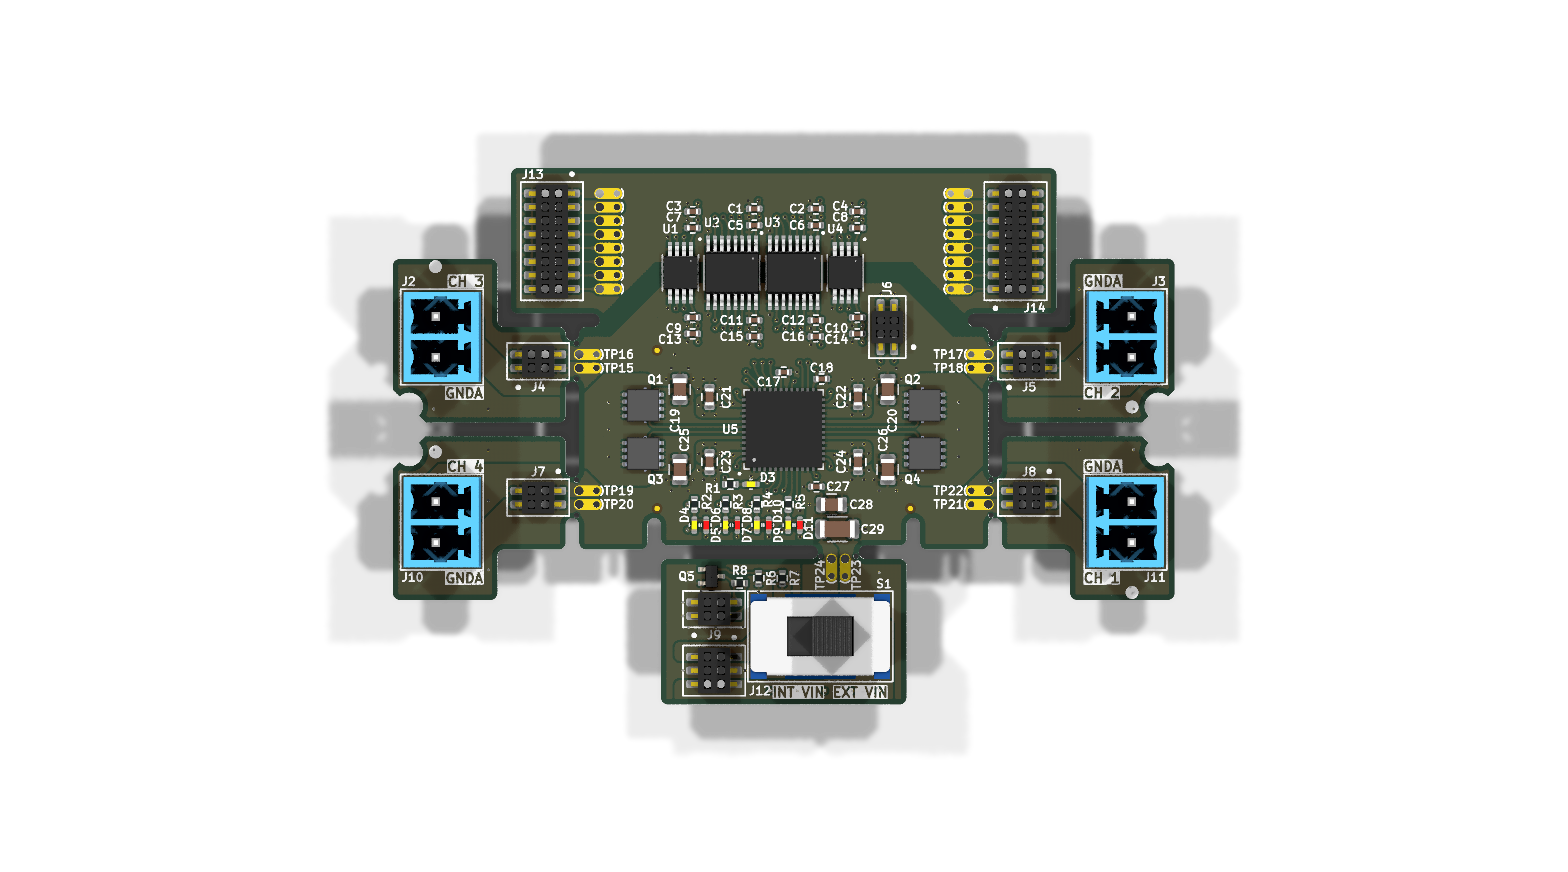 J13
C3
C7
U1
U2
C1
C5
U3
C2
C6
C4
C8
U4
J14
J2
CH 3
GNDA
J4
TP16
TP15
C9
C13
C11
C15
C12
C16
C10
C14
J6
TP17
TP18
J5
GNDA
J3
CH 2
Q1
C19
C21
C17
C18
C22
C20
Q2
U5
C25
C23
Q3
C24
C26
Q4
CH 4
J10
GNDA
J7
TP19
TP20
R1
D3
R2
R3
R4
R5
D4
D5
D6
D7
D8
D9
D10
D11
C27
C28
C29
TP22
TP21
J8
GNDA
CH 1
J11
TP24
TP23
Q5
R8
R6
R7
S1
J9
J12
INT VIN
EXT VIN